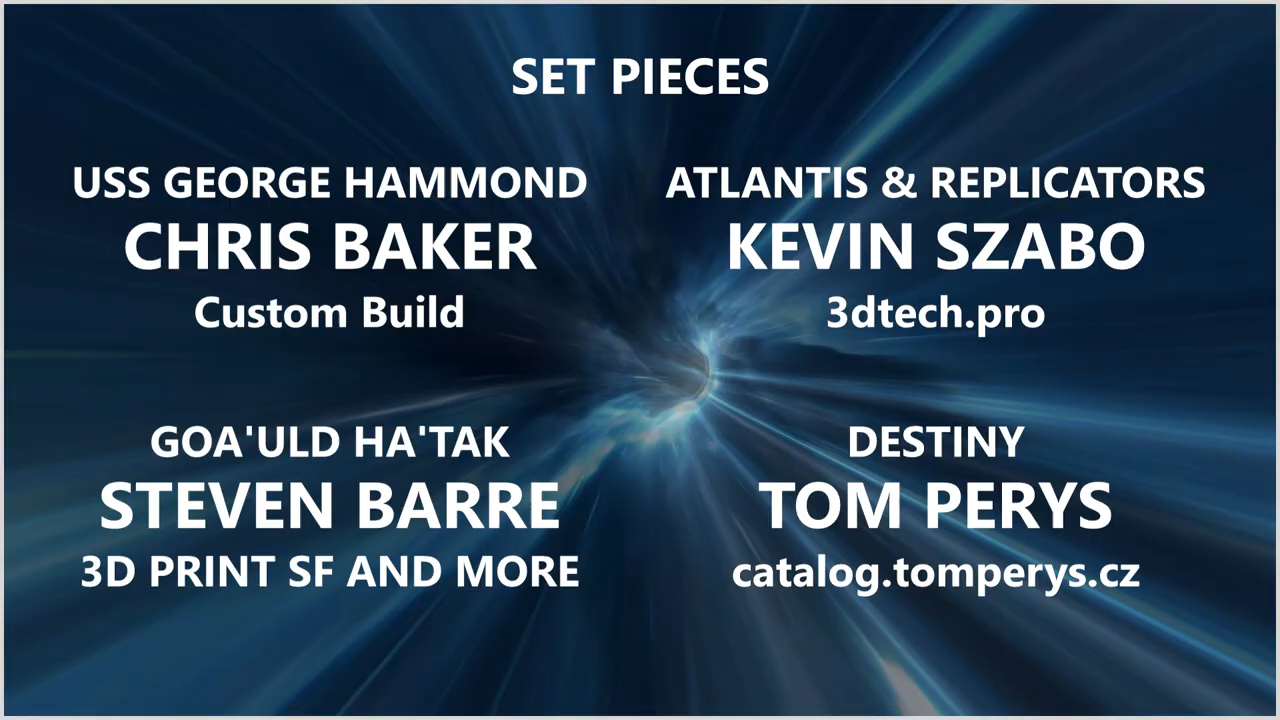 SET PIECES
USS GEORGE HAMMOND
CHRIS BAKER
Custom Build
ATLANTIS & REPLICATORS
KEVIN SZABO
3dtech.pro
GOA'ULD HA'TAK
STEVEN BARRE
3D PRINT SF AND MORE
DESTINY
TOM PERYS
catalog.tomperys.cz